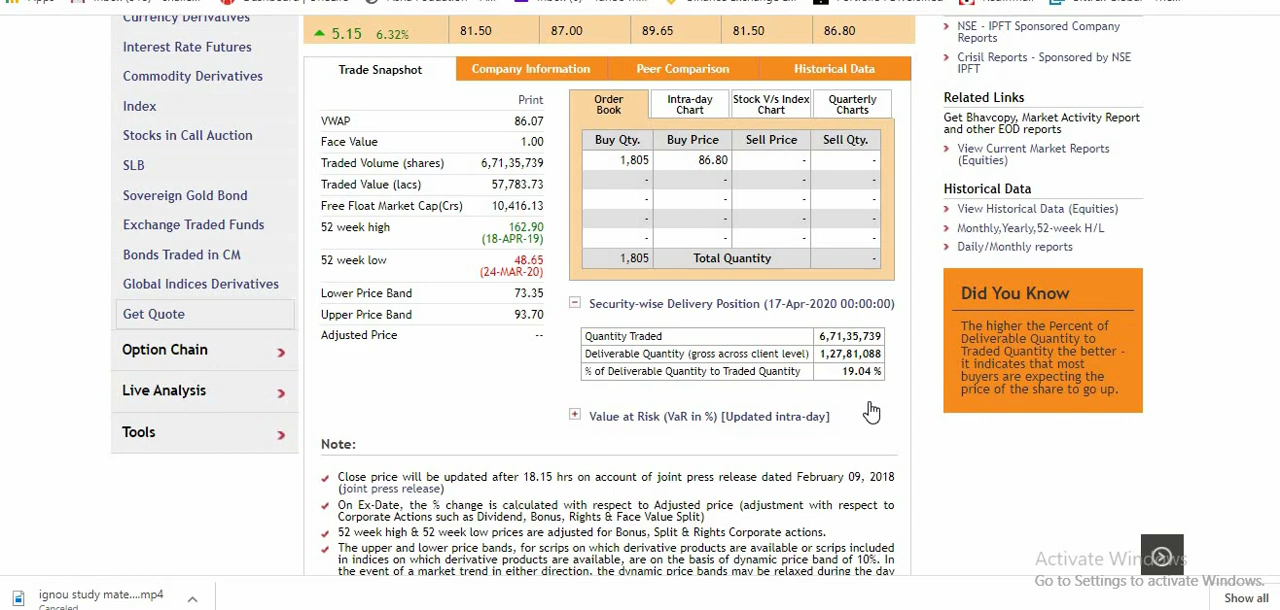 Currency Derivatives
Interest Rate Futures
Commodity Derivatives
Index
Stocks in Call Auction
SLB
Sovereign Gold Bond
Exchange Traded Funds
Bonds Traded in CM
Global Indices Derivatives
Get Quote
Option Chain
Live Analysis
Tools
5.15 6.32% 81.50 87.00 89.65 81.50 86.80
Trade Snapshot Company Information Peer Comparison Historical Data
Print
VWAP 86.07
Face Value 1.00
Traded Volume (shares) 6,71,35,739
Traded Value (lacs) 57,783.73
Free Float Market Cap(Crs) 10,416.13
52 week high 162.90
(18-APR-19)
52 week low 48.65
(24-MAR-20)
Lower Price Band 73.35
Upper Price Band 93.70
Adjusted Price --
Order Book Intra-day Chart Stock V/s Index Chart Quarterly Charts
Buy Qty. Buy Price Sell Price Sell Qty.
1,805 86.80 - -
- - - -
- - - -
- - - -
- - - -
1,805 Total Quantity -
Security-wise Delivery Position (17-Apr-2020 00:00:00)
Quantity Traded 6,71,35,739
Deliverable Quantity (gross across client level) 1,27,81,088
% of Deliverable Quantity to Traded Quantity 19.04 %
Value at Risk (VaR in %) [Updated intra-day]
Note:
Close price will be updated after 18.15 hrs on account of joint press release dated February 09, 2018
(joint press release)
On Ex-Date, the % change is calculated with respect to Adjusted price (adjustment with respect to
Corporate Actions such as Dividend, Bonus, Rights & Face Value Split)
52 week high & 52 week low prices are adjusted for Bonus, Split & Rights Corporate actions.
The upper and lower price bands, for scrips on which derivative products are available or scrips included
in indices on which derivative products are available, are on the basis of dynamic price band of 10%. In
the event of a market trend in either direction, the dynamic price bands may be relaxed during the day
NSE - IPFT Sponsored Company
Reports
Crisil Reports - Sponsored by NSE
IPFT
Related Links
Get Bhavcopy, Market Activity Report
and other EOD reports
View Current Market Reports
(Equities)
Historical Data
View Historical Data (Equities)
Monthly,Yearly,52-week H/L
Daily/Monthly reports
Did You Know
The higher the Percent of
Deliverable Quantity to
Traded Quantity the better -
it indicates that most
buyers are expecting the
price of the share to go up.
Activate Windows
Go to Settings to activate Windows.
ignou study mate....mp4
Canceled
Show all